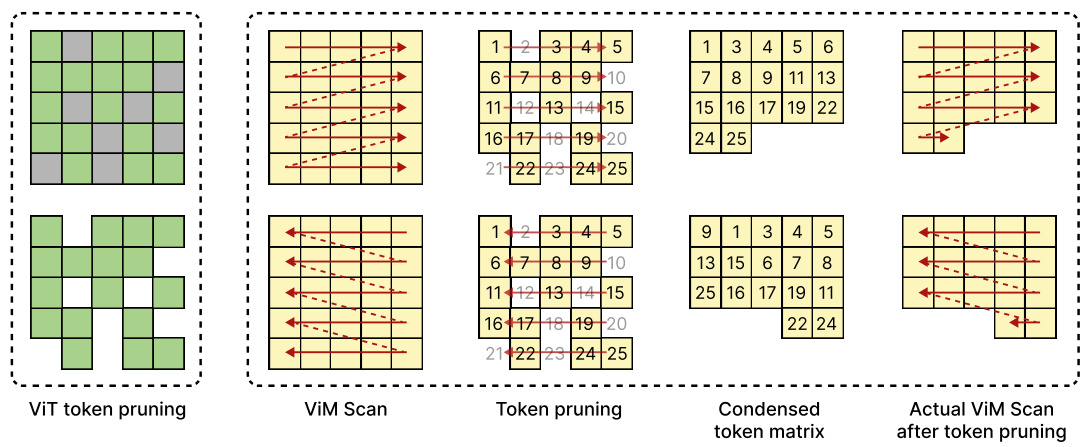 1 2 3 4 5
6 7 8 9 10
11 12 13 14 15
16 17 18 19 20
21 22 23 24 25
1 3 4 5 6
7 8 9 11 13
15 16 17 19 22
24 25
1 2 3 4 5
6 7 8 9 10
11 12 13 14 15
16 17 18 19 20
21 22 23 24 25
9 1 3 4 5
13 15 6 7 8
25 16 17 19 11
22 24
ViT token pruning
ViM Scan
Token pruning
Condensed
token matrix
Actual ViM Scan
after token pruning